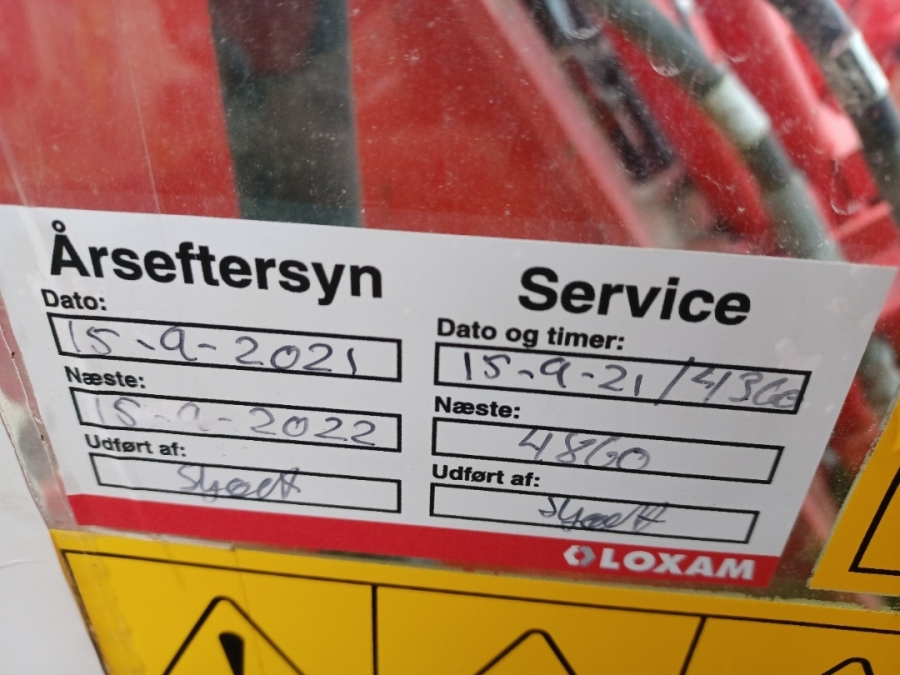 Årseftersyn
Dato:
15-9-2021
Næste:
15-9-2022
Udført af:
Service
Dato og timer:
15-9-21/4360
Næste:
4860
Udført af:
LOXAM